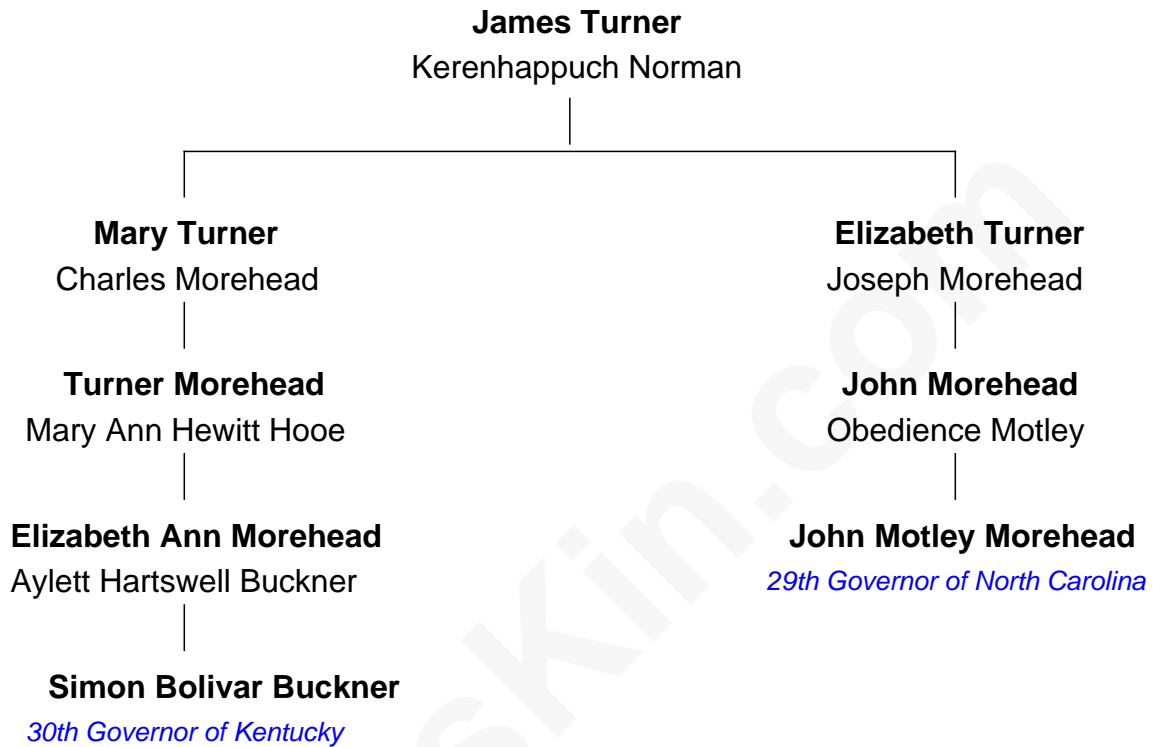 James Turner
Kerenhappuch Norman
Mary Turner
Charles Morehead
Elizabeth Turner
Joseph Morehead
Turner Morehead
Mary Ann Hewitt Hooe
John Morehead
Obedience Motley
Elizabeth Ann Morehead
Aylett Hartswell Buckner
John Motley Morehead
29th Governor of North Carolina
Simon Bolivar Buckner
30th Governor of Kentucky
sKin.com